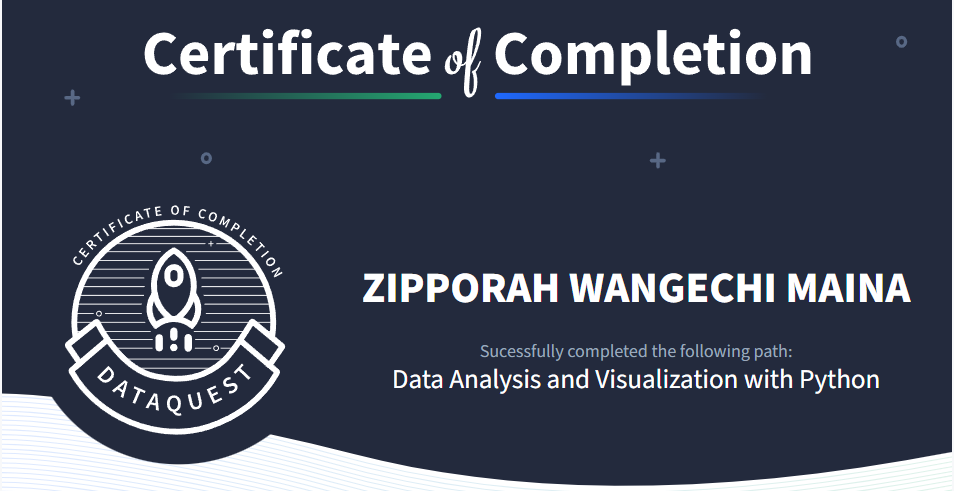 Certificate of Completion
CERTIFICATE OF COMPLETION
DATAQUEST
ZIPPORAH WANGECHI MAINA
Sucessfully completed the following path:
Data Analysis and Visualization with Python